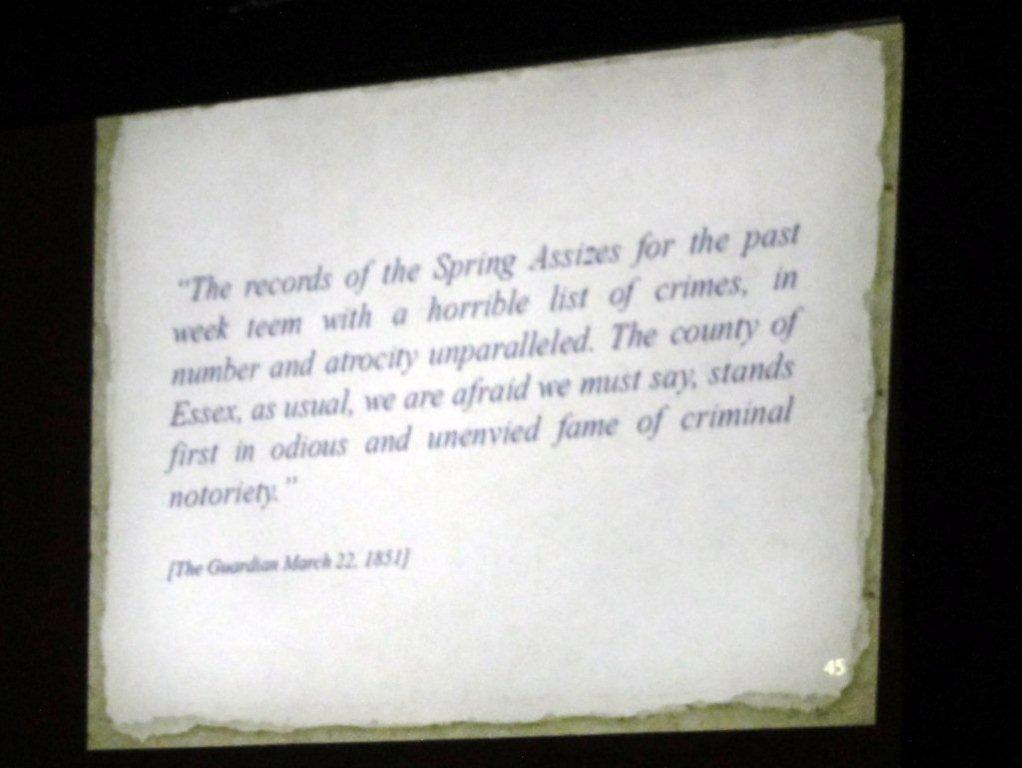 “The records of the Spring Assizes for the past
week teem with a horrible list of crimes, in
number and atrocity unparalleled. The county of
Essex, as usual, we are afraid we must say, stands
first in odious and unenvied fame of criminal
notoriety.”
[The Guardian March 22, 1851]
45